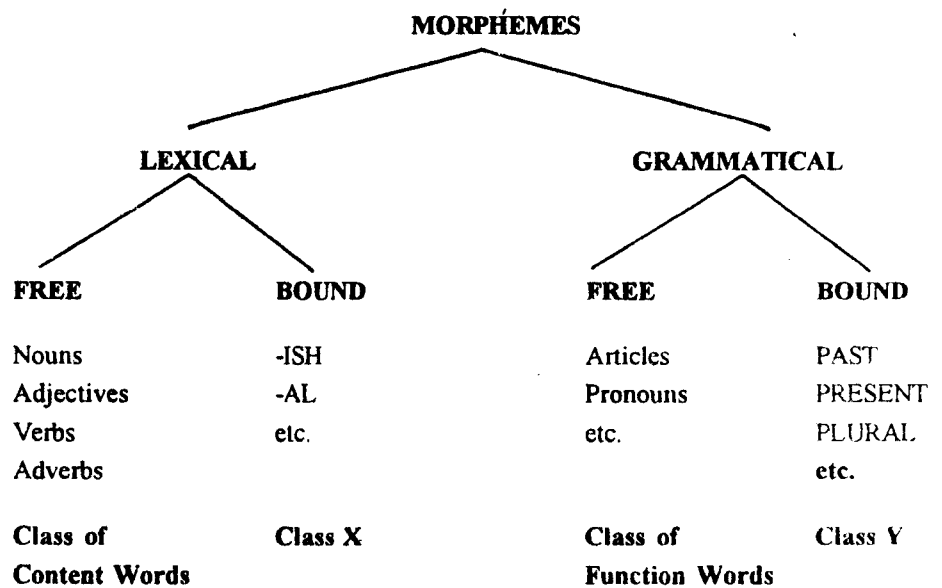 MORPHEMES
LEXICAL GRAMMATICAL
FREE BOUND FREE BOUND
Nouns -ISH Articles PAST
Adjectives -AL Pronouns PRESENT
Verbs etc. etc. PLURAL
Adverbs etc.
Class of Class X Class of Class Y
Content Words Function Words